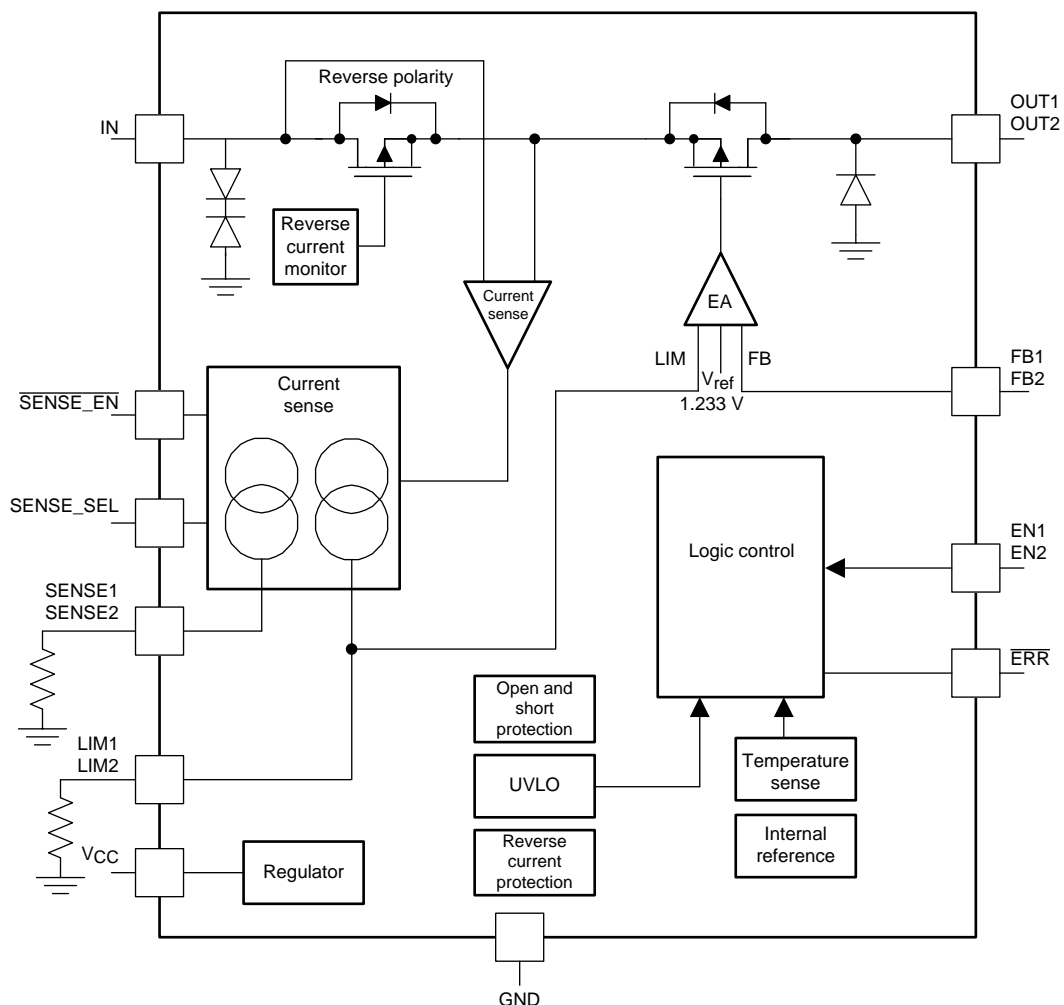 Reverse polarity
IN
OUT1
OUT2
Reverse
current
monitor
Current
sense
EA
LIM
FB
Vref
1.233 V
FB1
FB2
Current
sense
SENSE_EN
SENSE_SEL
Logic control
EN1
EN2
SENSE1
SENSE2
ERR
Open and
short
protection
LIM1
LIM2
UVLO
Temperature
sense
VCC
Regulator
Reverse
current
protection
Internal
reference
GND